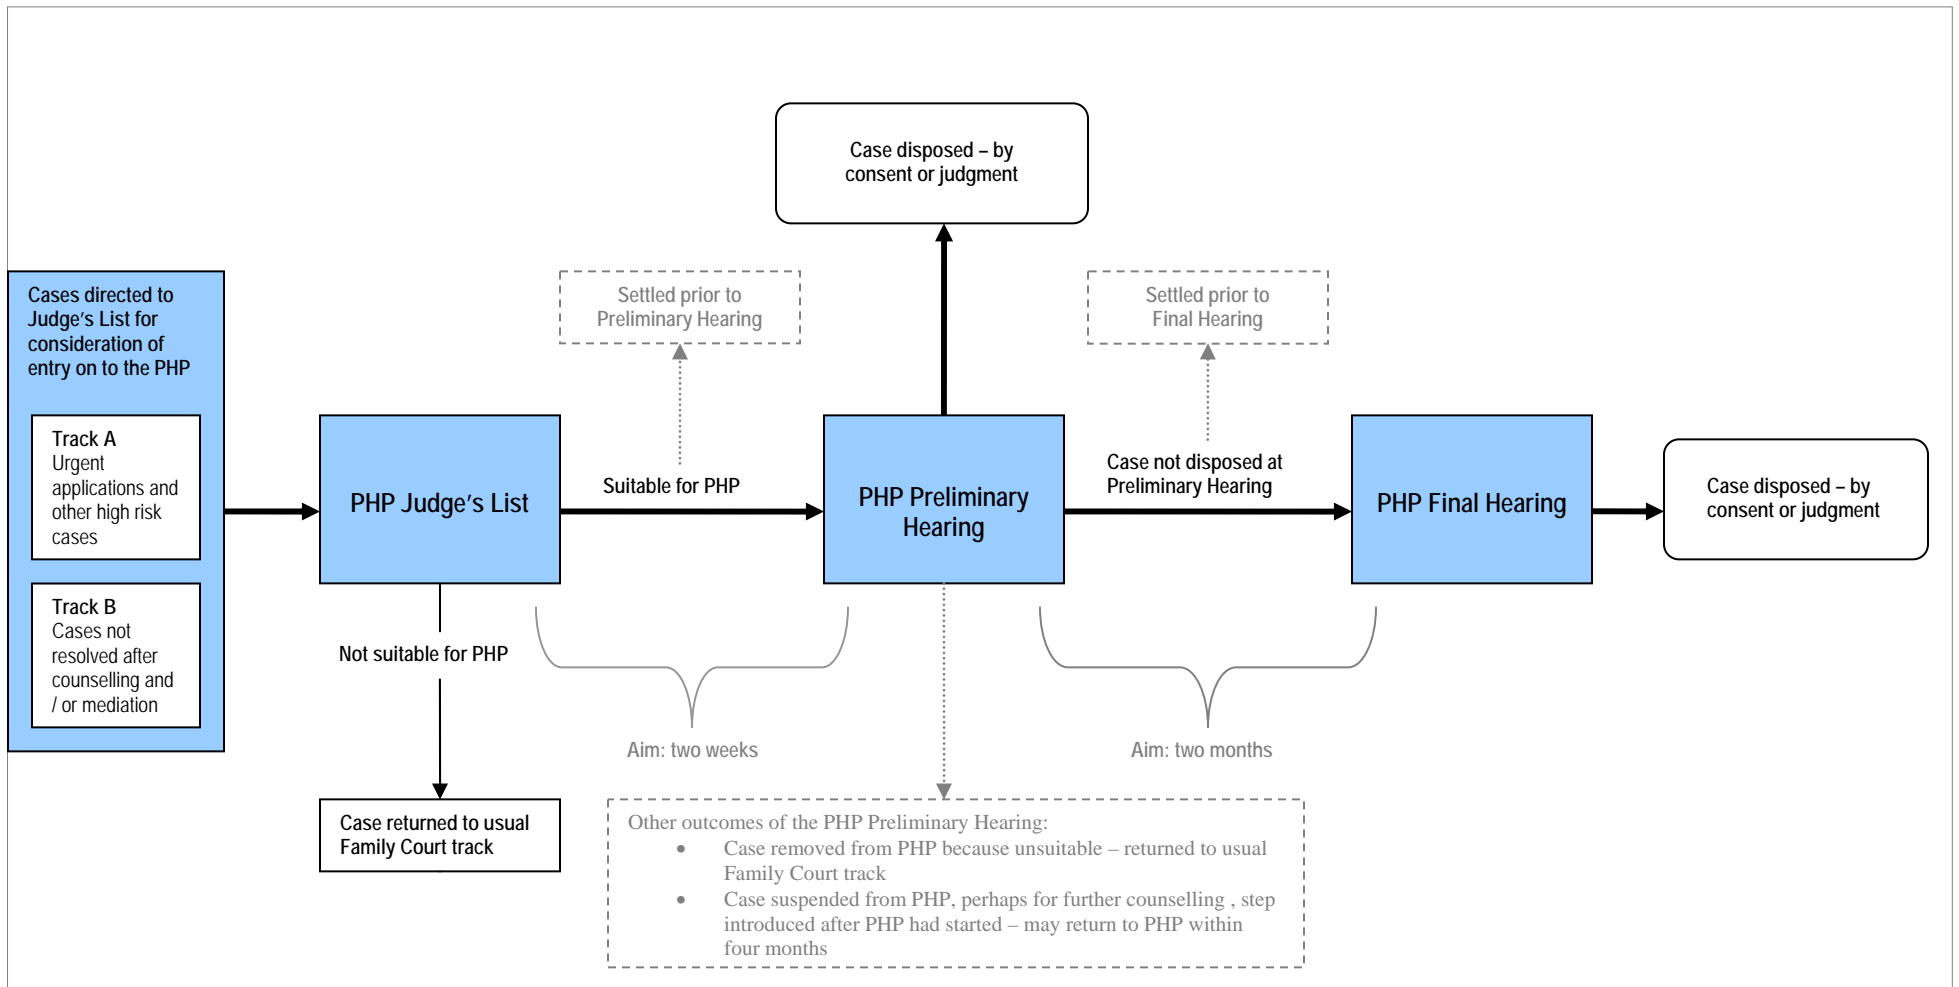 Case disposed – by
consent or judgment
Cases directed to
Judge's List for
consideration of
entry on to the PHP
Settled prior to
Preliminary Hearing
Settled prior to
Final Hearing
Track A
Urgent
applications and
other high risk
cases
PHP Judge's List
Suitable for PHP
PHP Preliminary
Hearing
Case not disposed at
Preliminary Hearing
PHP Final Hearing
Case disposed – by
consent or judgment
Track B
Cases not
resolved after
counselling and
/ or mediation
Not suitable for PHP
Aim: two weeks
Aim: two months
Case returned to usual
Family Court track
Other outcomes of the PHP Preliminary Hearing:
• Case removed from PHP because unsuitable – returned to usual
Family Court track
• Case suspended from PHP, perhaps for further counselling , step
introduced after PHP had started – may return to PHP within
four months